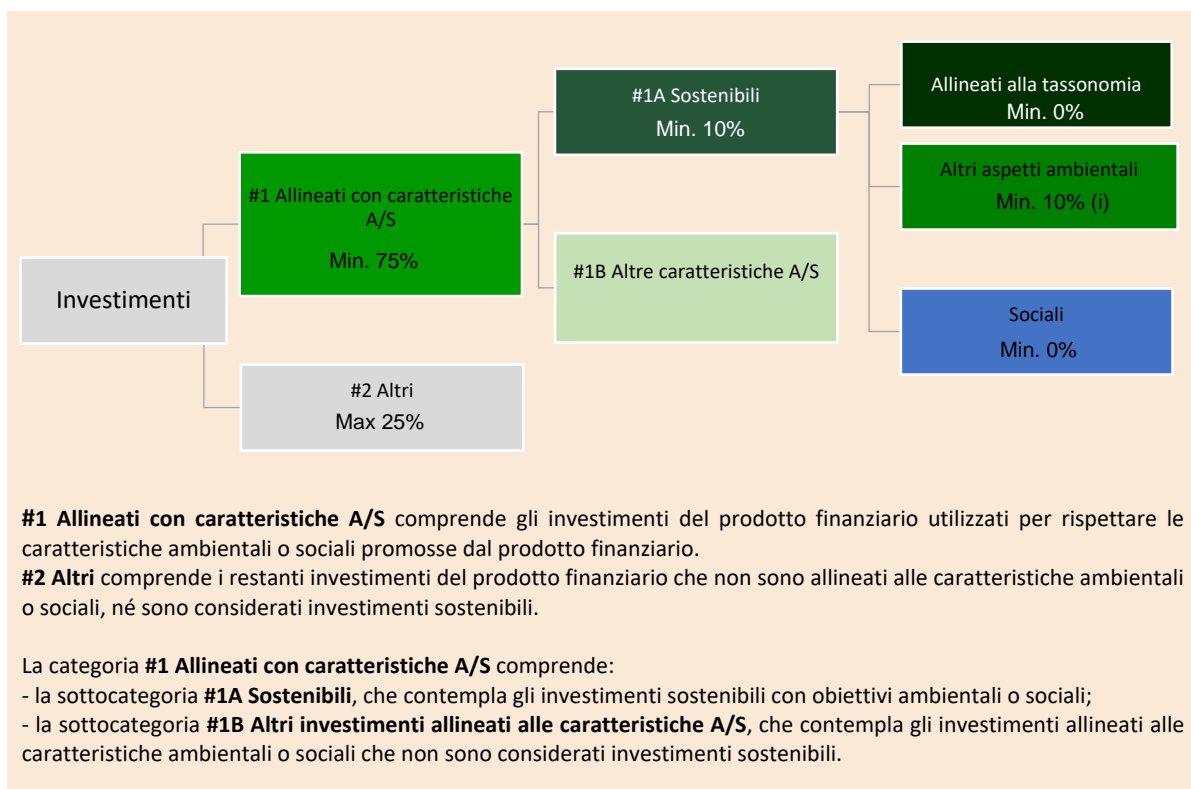 Investimenti
#1 Allineati con caratteristiche
A/S
Min. 75%
#2 Altri
Max 25%
#1A Sostenibili
Min. 10%
#1B Altre caratteristiche A/S
Allineati alla tassonomia
Min. 0%
Altri aspetti ambientali
Min. 10% (i)
Sociali
Min. 0%
#1 Allineati con caratteristiche A/S comprende gli investimenti del prodotto finanziario utilizzati per rispettare le
caratteristiche ambientali o sociali promosse dal prodotto finanziario.
#2 Altri comprende i restanti investimenti del prodotto finanziario che non sono allineati alle caratteristiche ambientali
o sociali, né sono considerati investimenti sostenibili.
La categoria #1 Allineati con caratteristiche A/S comprende:
- la sottocategoria #1A Sostenibili, che contempla gli investimenti sostenibili con obiettivi ambientali o sociali;
- la sottocategoria #1B Altri investimenti allineati alle caratteristiche A/S, che contempla gli investimenti allineati alle
caratteristiche ambientali o sociali che non sono considerati investimenti sostenibili.